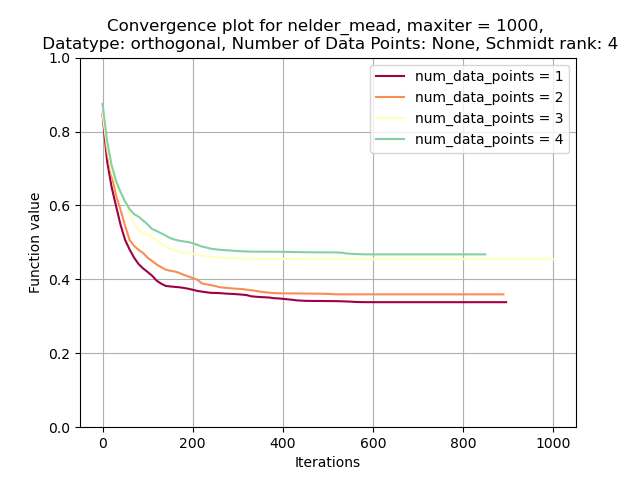 Convergence plot for nelder_mead, maxiter = 1000,
Datatype: orthogonal, Number of Data Points: None, Schmidt rank: 4
num_data_points = 1
num_data_points = 2
num_data_points = 3
num_data_points = 4
Function value
1.0
0.8
0.6
0.4
0.2
0.0
0 200 400 600 800 1000
Iterations